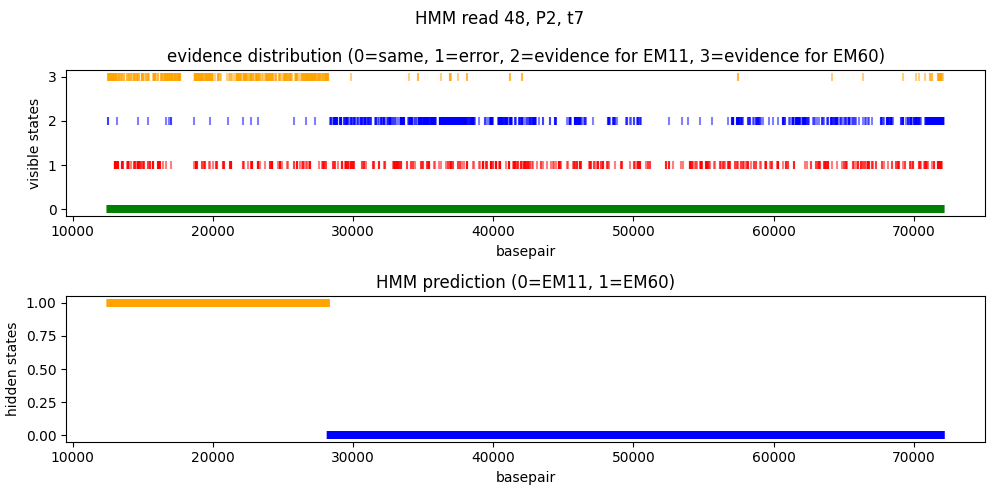 HMM read 48, P2, t7
evidence distribution (0=same, 1=error, 2=evidence for EM11, 3=evidence for EM60)
visible states
3
2
1
0
10000 20000 30000 40000 50000 60000 70000
basepair
HMM prediction (0=EM11, 1=EM60)
hidden states
1.00
0.75
0.50
0.25
0.00
10000 20000 30000 40000 50000 60000 70000
basepair